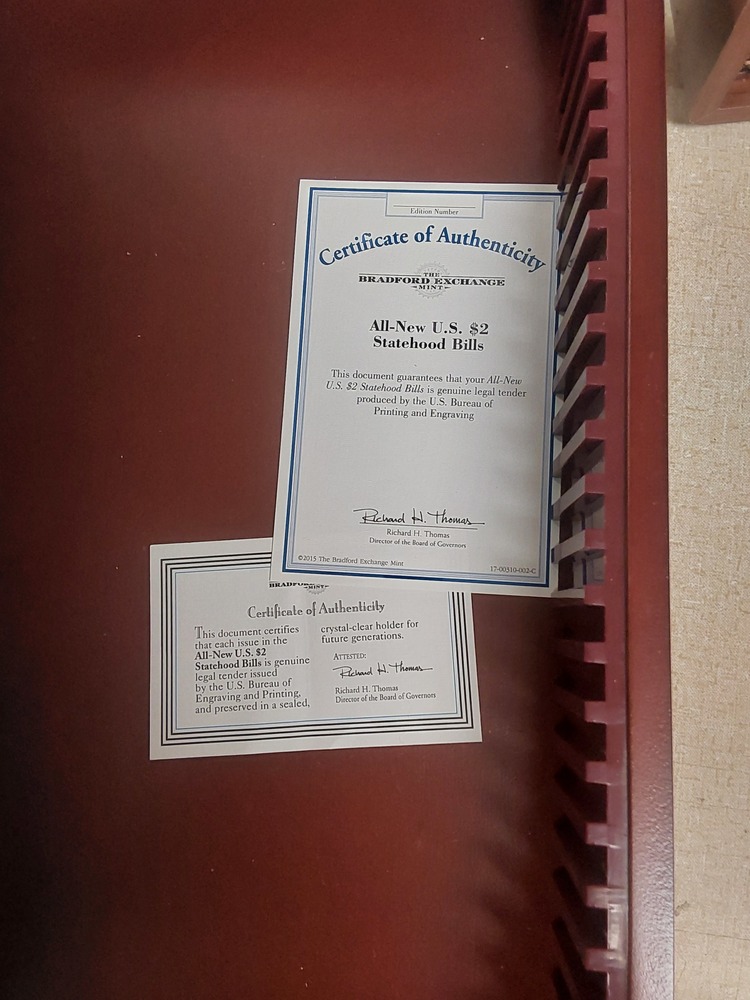 Edition Number
Certificate of Authenticity
THE
BRADFORD EXCHANGE
MINT
All-New U.S. $2
Statehood Bills
This document guarantees that your All-New
U.S. $2 Statehood Bills is genuine legal tender
produced by the U.S. Bureau of
Printing and Engraving
Richard H. Thomas
Richard H. Thomas
Director of the Board of Governors
©2015 The Bradford Exchange Mint
17-00310-002-C
MINT
Certificate of Authenticity
This document certifies
that each issue in the
All-New U.S. $2
Statehood Bills is genuine
legal tender issued
by the U.S. Bureau of
Engraving and Printing,
and preserved in a sealed,
crystal-clear holder for
future generations.
ATTESTED:
Richard H. Thomas
Richard H. Thomas
Director of the Board of Governors